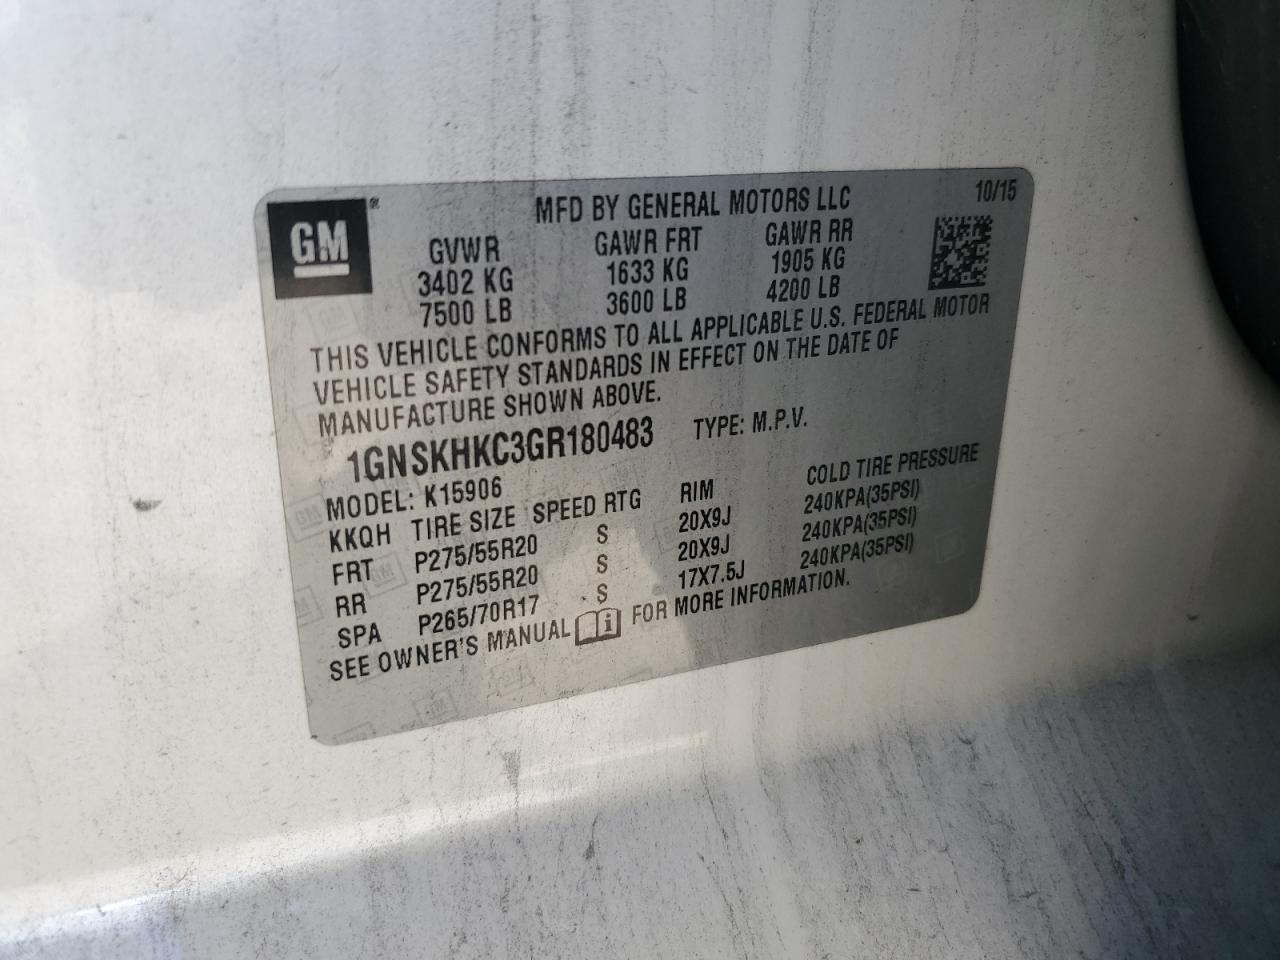 GM
MFD BY GENERAL MOTORS LLC 10/15
GVWR GAWR FRT GAWR RR
3402 KG 1633 KG 1905 KG
7500 LB 3600 LB 4200 LB
THIS VEHICLE CONFORMS TO ALL APPLICABLE U.S. FEDERAL MOTOR
VEHICLE SAFETY STANDARDS IN EFFECT ON THE DATE OF
MANUFACTURE SHOWN ABOVE.
1GNSKHKC3GR180483 TYPE: M.P.V.
MODEL: K15906
KKQH TIRE SIZE SPEED RTG RIM COLD TIRE PRESSURE
FRT P275/55R20 S 20X9J 240KPA(35PSI)
RR P275/55R20 S 20X9J 240KPA(35PSI)
SPA P265/70R17 S 17X7.5J 240KPA(35PSI)
SEE OWNER'S MANUAL FOR MORE INFORMATION.